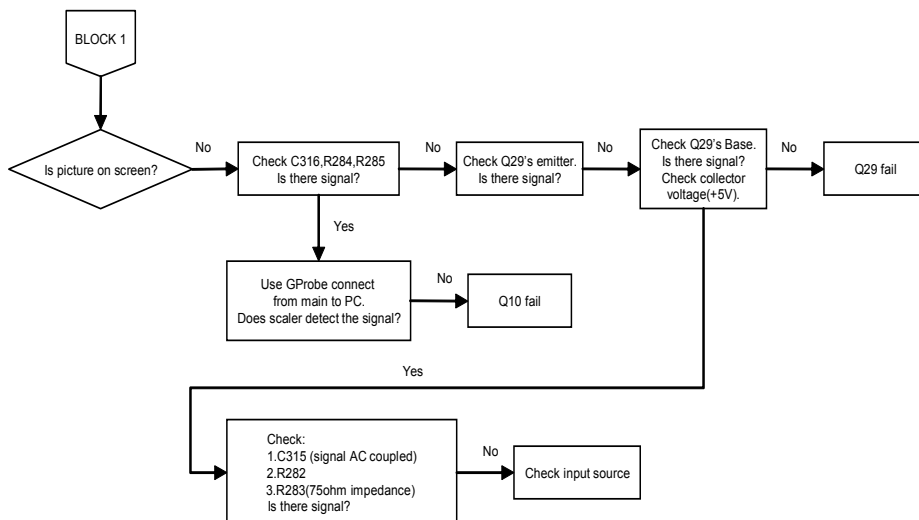 BLOCK 1
Is picture on screen?
No
Check C316,R284,R285
Is there signal?
No
Check Q29's emitter.
Is there signal?
No
Check Q29's Base.
Is there signal?
Check collector
voltage(+5V).
No
Q29 fail
Yes
Use GProbe connect
from main to PC.
Does scaler detect the signal?
No
Q10 fail
Yes
Check:
1.C315 (signal AC coupled)
2.R282
3.R283(75ohm impedance)
Is there signal?
No
Check input source